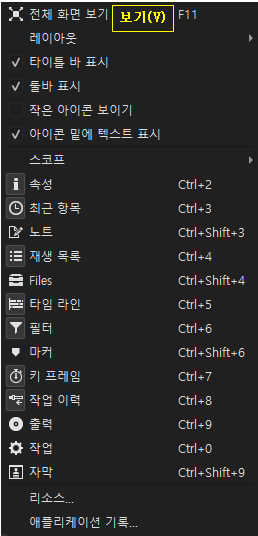 전체 화면 보기 보기(V) F11
레이아웃
타이틀 바 표시
툴바 표시
작은 아이콘 보이기
아이콘 밑에 텍스트 표시
스코프
속성 Ctrl+2
최근 항목 Ctrl+3
노트 Ctrl+Shift+3
재생 목록 Ctrl+4
Files Ctrl+Shift+4
타임 라인 Ctrl+5
필터 Ctrl+6
마커 Ctrl+Shift+6
키 프레임 Ctrl+7
작업 이력 Ctrl+8
출력 Ctrl+9
작업 Ctrl+0
자막 Ctrl+Shift+9
리소스...
애플리케이션 기록...